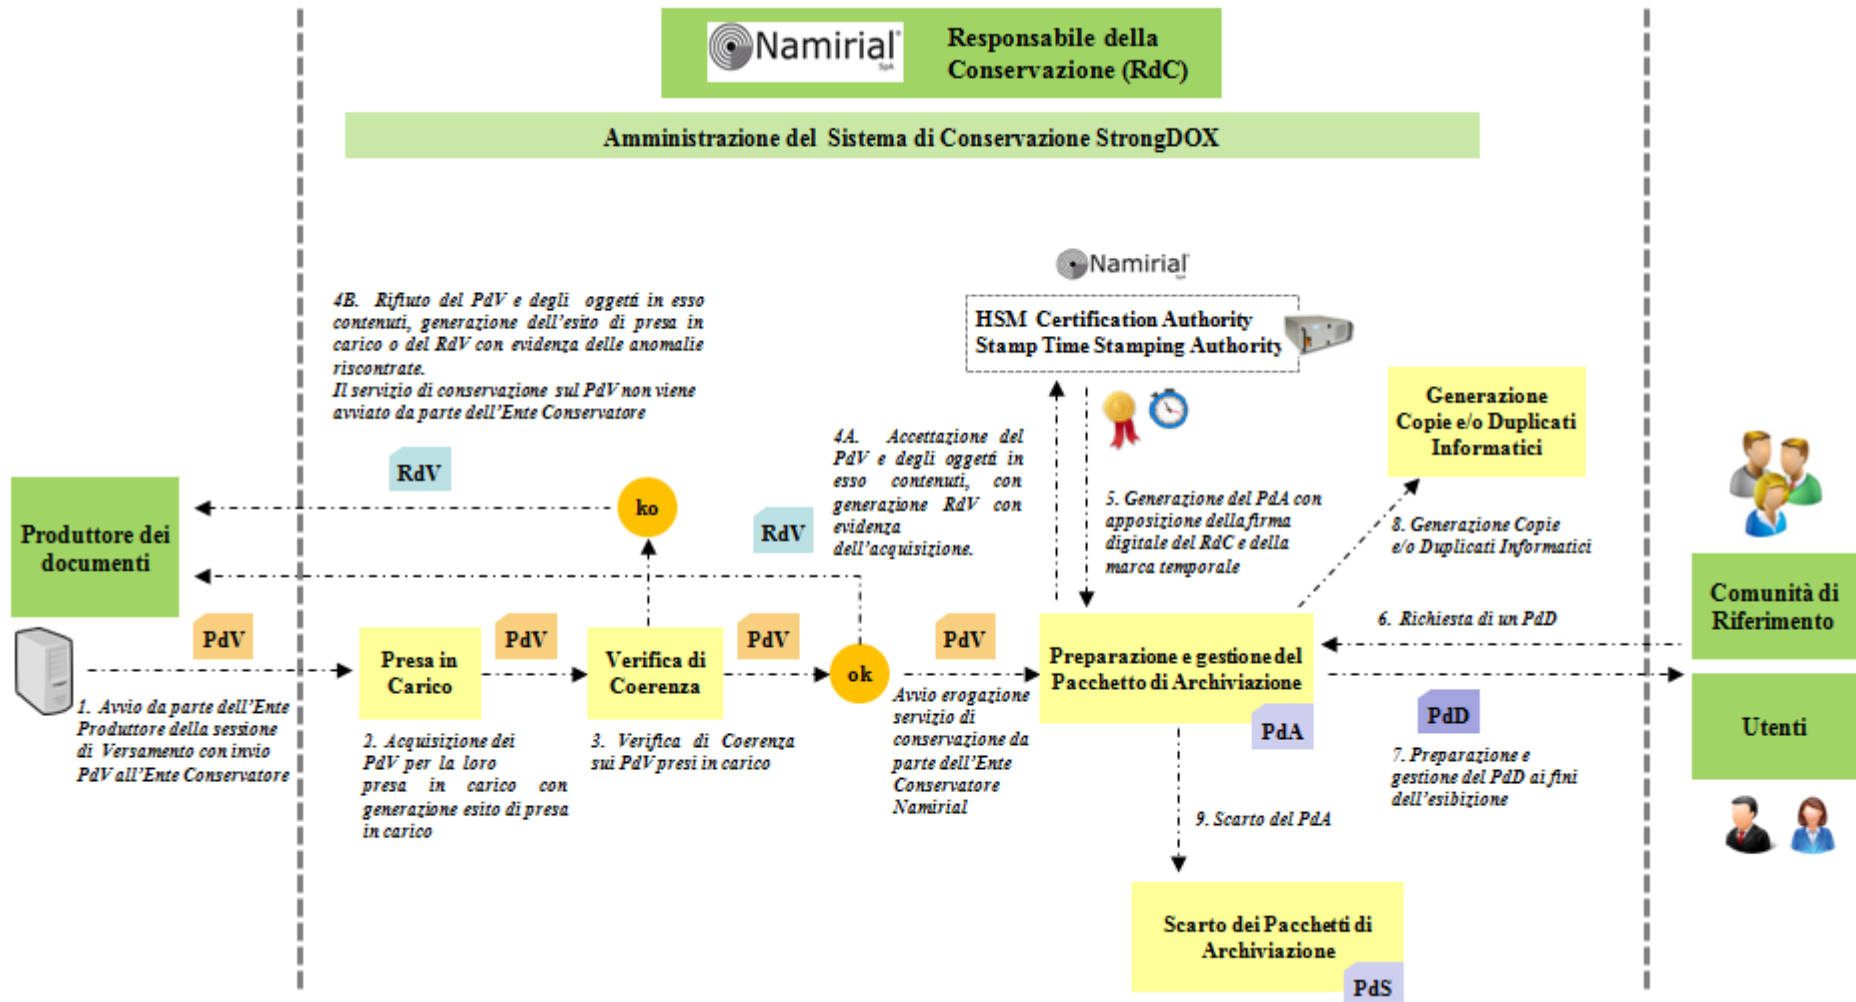 Namirial
SpA
Responsabile della
Conservazione (RdC)
Amministrazione del Sistema di Conservazione StrongDOX
4B. Rifiuto del PdV e degli oggetti in esso
contenuti, generazione dell'esito di presa in
carico o del RdV con evidenza delle anomalie
riscontrate.
Il servizio di conservazione sul PdV non viene
avviato da parte dell'Ente Conservatore
Namirial
HSM Certification Authority
Stamp Time Stamping Authority
Generazione
Copie e/o Duplicati
Informatici
4A. Accettazione del
PdV e degli oggetti in
esso contenuti, con
generazione RdV con
evidenza
dell'acquisizione.
RdV
ko
RdV
5. Generazione del PdA con
apposizione della firma
digitale del RdC e della
marca temporale
8. Generazione Copie
e/o Duplicati Informatici
Produttore dei
documenti
Comunità di
Riferimento
6. Richiesta di un PdD
PdV
Presa in
Carico
PdV
Verifica di
Coerenza
PdV
ok
PdV
Preparazione e gestione del
Pacchetto di Archiviazione
PdA
PdD
Utenti
1. Avvio da parte dell'Ente
Produttore della sessione
di Versamento con invio
PdV all'Ente Conservatore
2. Acquisizione dei
PdV per la loro
presa in carico con
generazione esito di presa
in carico
3. Verifica di Coerenza
sui PdV presi in carico
Avvio erogazione
servizio di
conservazione da
parte dell'Ente
Conservatore
Namirial
7. Preparazione e
gestione del PdD ai fini
dell'esibizione
9. Scarto del PdA
Scarto dei Pacchetti di
Archiviazione
PdS